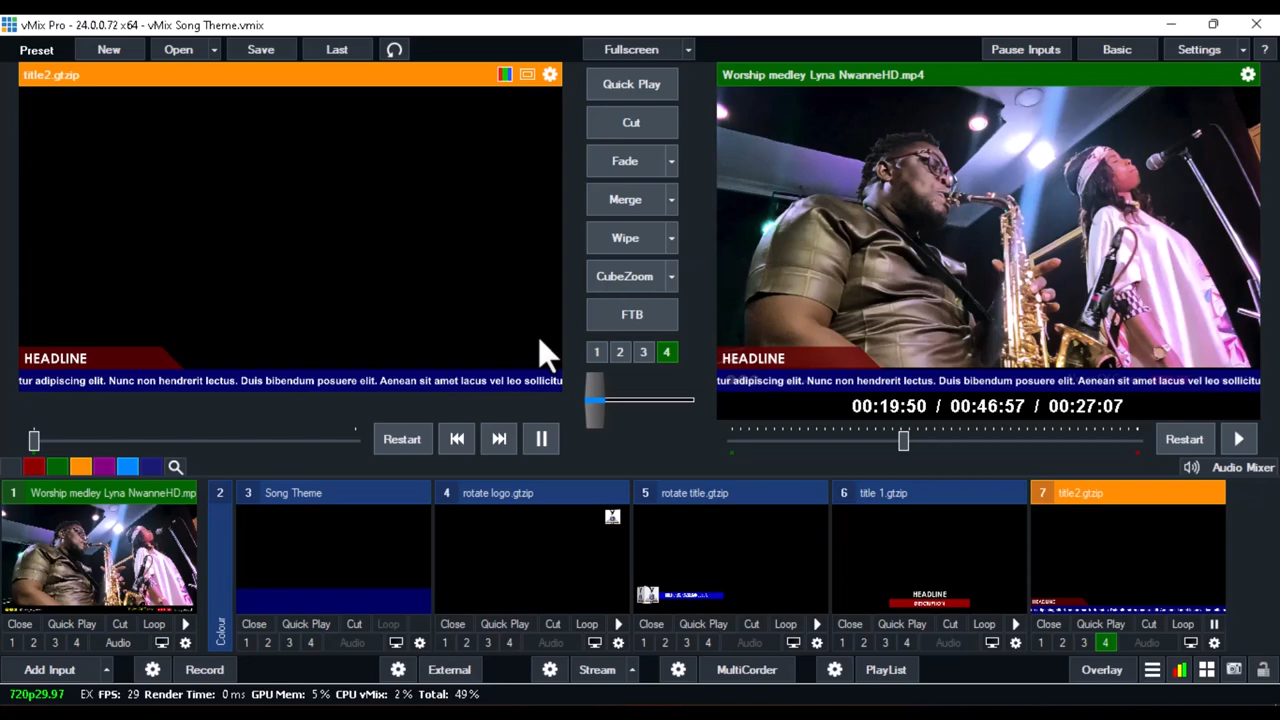 vMix Pro - 24.0.0.72 x64 - vMix Song Theme.vmix
Preset New Open Save Last Fullscreen Pause Inputs Basic Settings ?
title2.gtzip
Worship medley Lyna NwanneHD.mp4
Quick Play
Cut
Fade
Merge
Wipe
CubeZoom
FTB
1 2 3 4
HEADLINE
tur adipiscing elit. Nunc non hendrerit lectus. Duis bibendum posuere elit. Aenean sit amet lacus vel leo sollicitu
HEADLINE
tur adipiscing elit. Nunc non hendrerit lectus. Duis bibendum posuere elit. Aenean sit amet lacus vel leo sollicitu
00:19:50 / 00:46:57 / 00:27:07
Restart
Restart
Audio Mixer
1 Worship medley Lyna NwanneHD.mp
2
Colour
3 Song Theme
4 rotate logo.gtzip
5 rotate title.gtzip
6 title 1.gtzip
7 title2.gtzip
HEADLINE
DESCRIPTION
HEADLINE
Close Quick Play Cut Loop
Close Quick Play Cut Loop
Close Quick Play Cut Loop
Close Quick Play Cut Loop
Close Quick Play Cut Loop
Close Quick Play Cut Loop
1 2 3 4 Audio
1 2 3 4 Audio
1 2 3 4 Audio
1 2 3 4 Audio
1 2 3 4 Audio
1 2 3 4 Audio
Add Input Record External Stream MultiCorder PlayList Overlay
720p29.97 EX FPS: 29 Render Time: 0 ms GPU Mem: 5 % CPU vMix: 2 % Total: 49 %